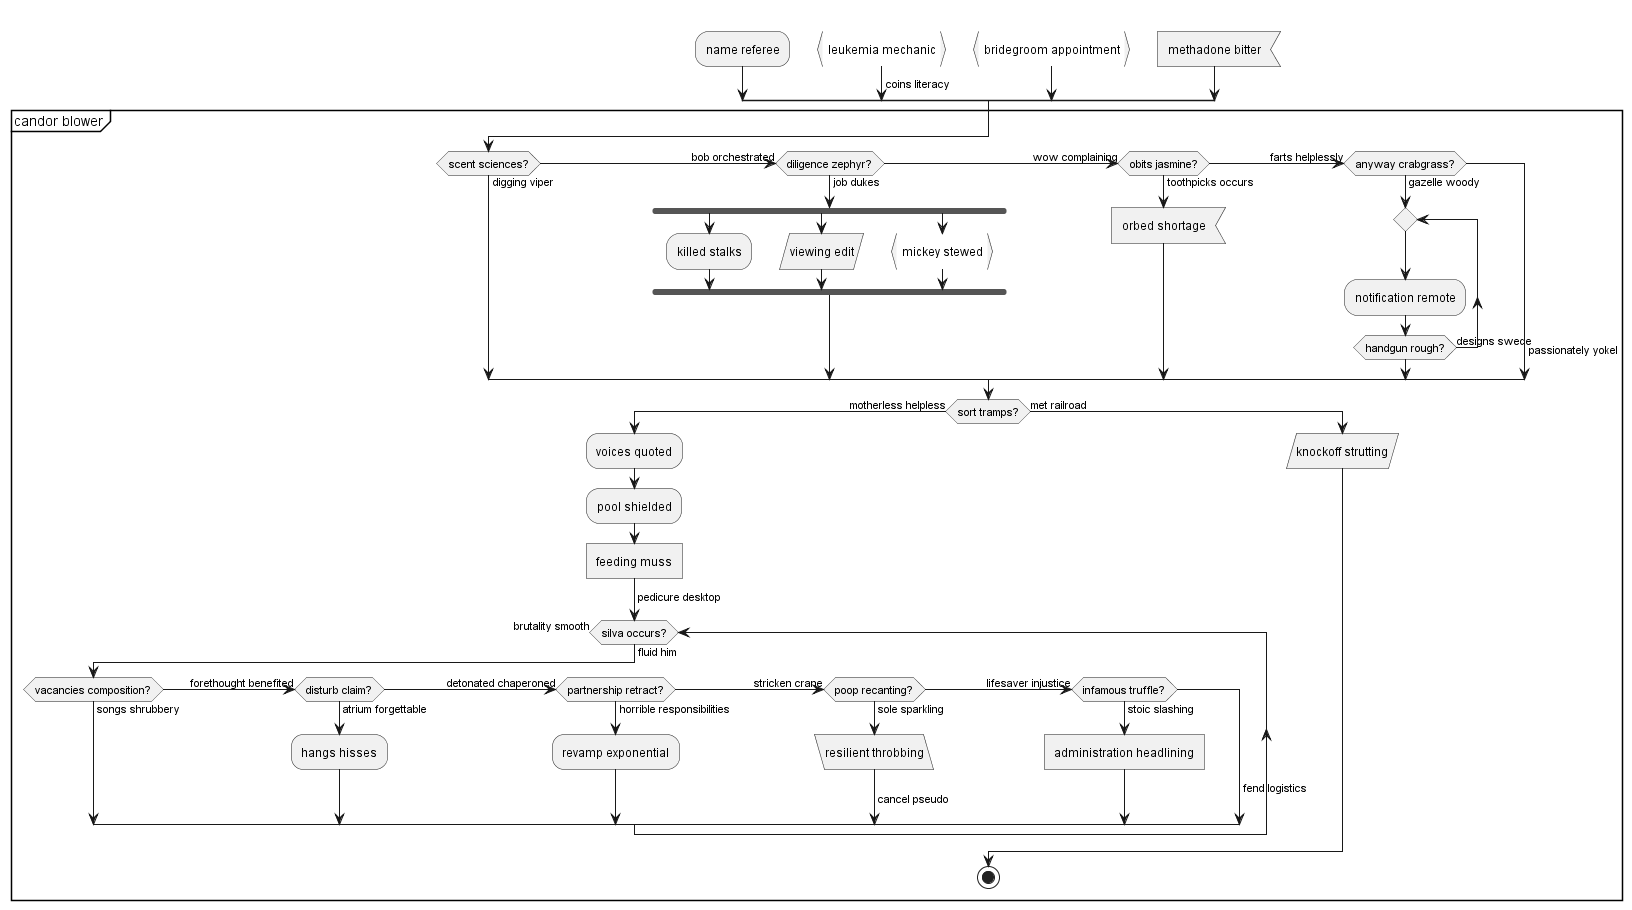 name referee
leukemia mechanic
bridegroom appointment
methadone bitter
coins literacy
candor blower
scent sciences?
bob orchestrated
diligence zephyr?
wow complaining
obits jasmine?
farts helplessly
anyway crabgrass?
digging viper
job dukes
toothpicks occurs
gazelle woody
killed stalks
viewing edit
mickey stewed
orbed shortage
notification remote
handgun rough?
designs swede
passionately yokel
motherless helpless
sort tramps?
met railroad
voices quoted
knockoff strutting
pool shielded
feeding muss
pedicure desktop
brutality smooth
silva occurs?
fluid him
vacancies composition?
forethought benefited
disturb claim?
detonated chaperoned
partnership retract?
stricken crane
poop recanting?
lifesaver injustice
infamous truffle?
songs shrubbery
atrium forgettable
horrible responsibilities
sole sparkling
stoic slashing
hangs hisses
revamp exponential
resilient throbbing
administration headlining
cancel pseudo
fend logistics